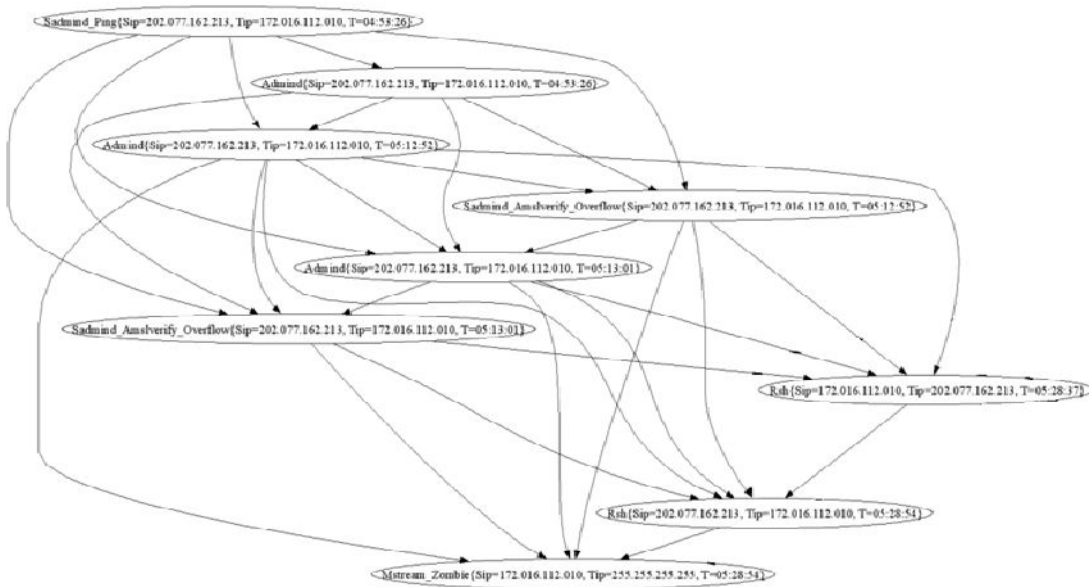 Sadmind_Ping{Sip=202.077.162.213, Tip=172.016.112.010, T=04:53:26}
Admind{Sip=202.077.162.213, Tip=172.016.112.010, T=04:53:26}
Admind{Sip=202.077.162.213, Tip=172.016.112.010, T=05:12:52}
Sadmind_Amslverify_Overflow{Sip=202.077.162.213, Tip=172.016.112.010, T=05:12:52}
Admind{Sip=202.077.162.213, Tip=172.016.112.010, T=05:13:01}
Sadmind_Amslverify_Overflow{Sip=202.077.162.213, Tip=172.016.112.010, T=05:13:01}
Rsh{Sip=172.016.112.010, Tip=202.077.162.213, T=05:28:37}
Rsh{Sip=202.077.162.213, Tip=172.016.112.010, T=05:28:54}
Mstream_Zombie{Sip=172.016.112.010, Tip=255.255.255.255, T=05:28:54}